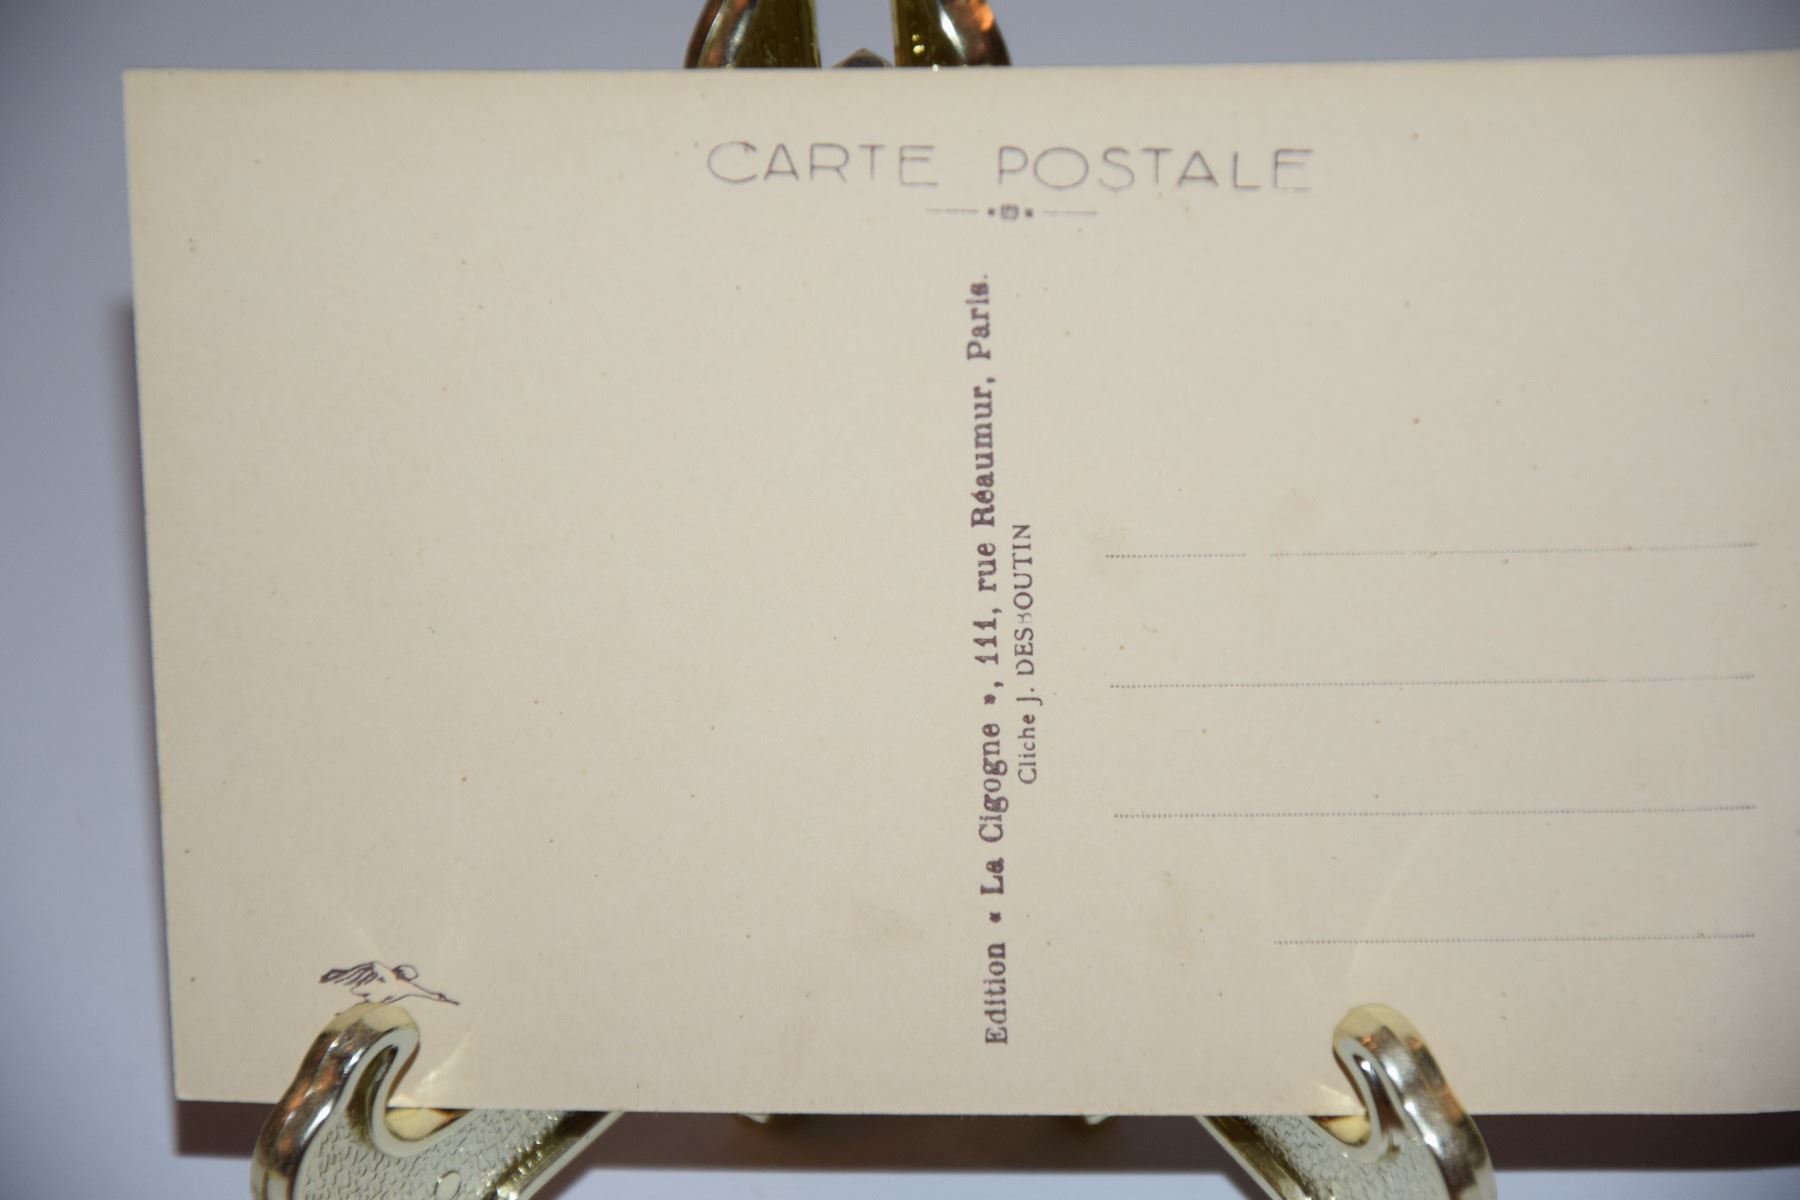 CARTE POSTALE
Edition « La Cigogne », 111, rue Réaumur, Paris.
Cliche J. DESBOUTIN